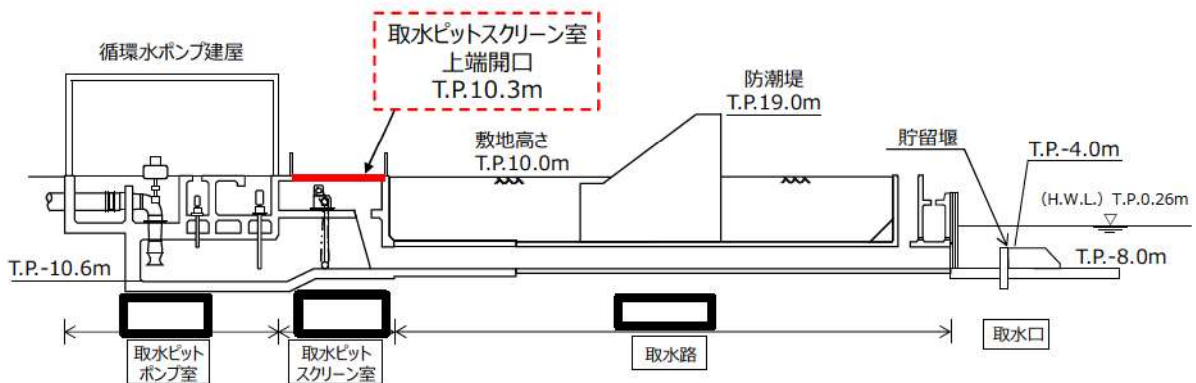 循環水ポンプ建屋
取水ピットスクリーン室
上端開口
T.P.10.3m
防潮堤
T.P.19.0m
敷地高さ
T.P.10.0m
貯留堰
T.P.-4.0m
(H.W.L.) T.P.0.26m
T.P.-8.0m
T.P.-10.6m
取水ピット
ポンプ室
取水ピット
スクリーン室
取水路
取水口